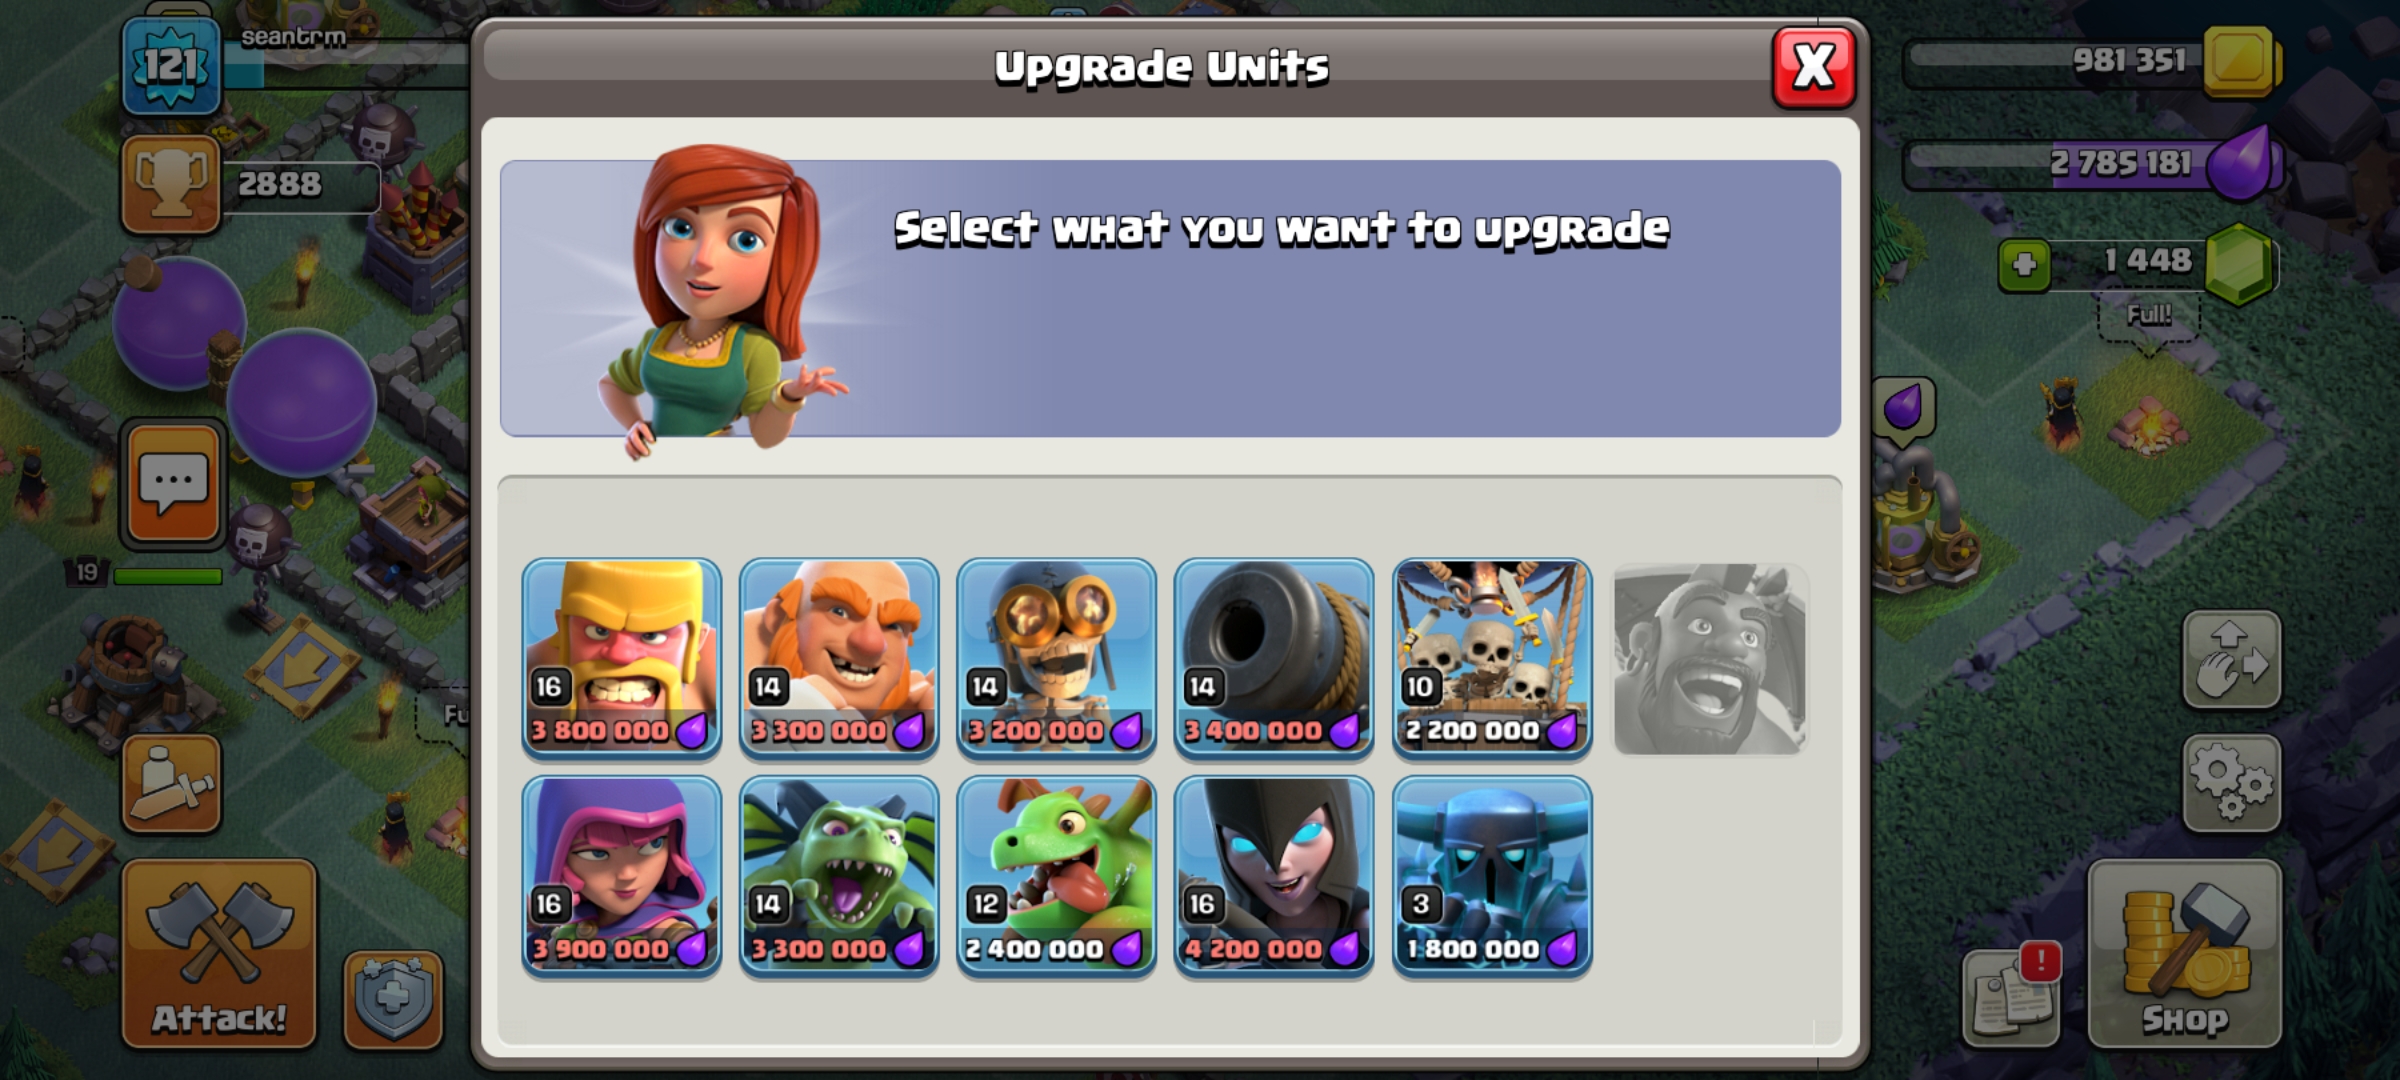 121
seantrm
Upgrade Units
X
981 351
2 785 181
2888
1 448
Full!
Select what you want to upgrade
19
Fu
16
3 800 000
14
3 300 000
14
3 200 000
14
3 400 000
10
2 200 000
16
3 900 000
14
3 300 000
12
2 400 000
16
4 200 000
3
1 800 000
Attack!
!
Shop